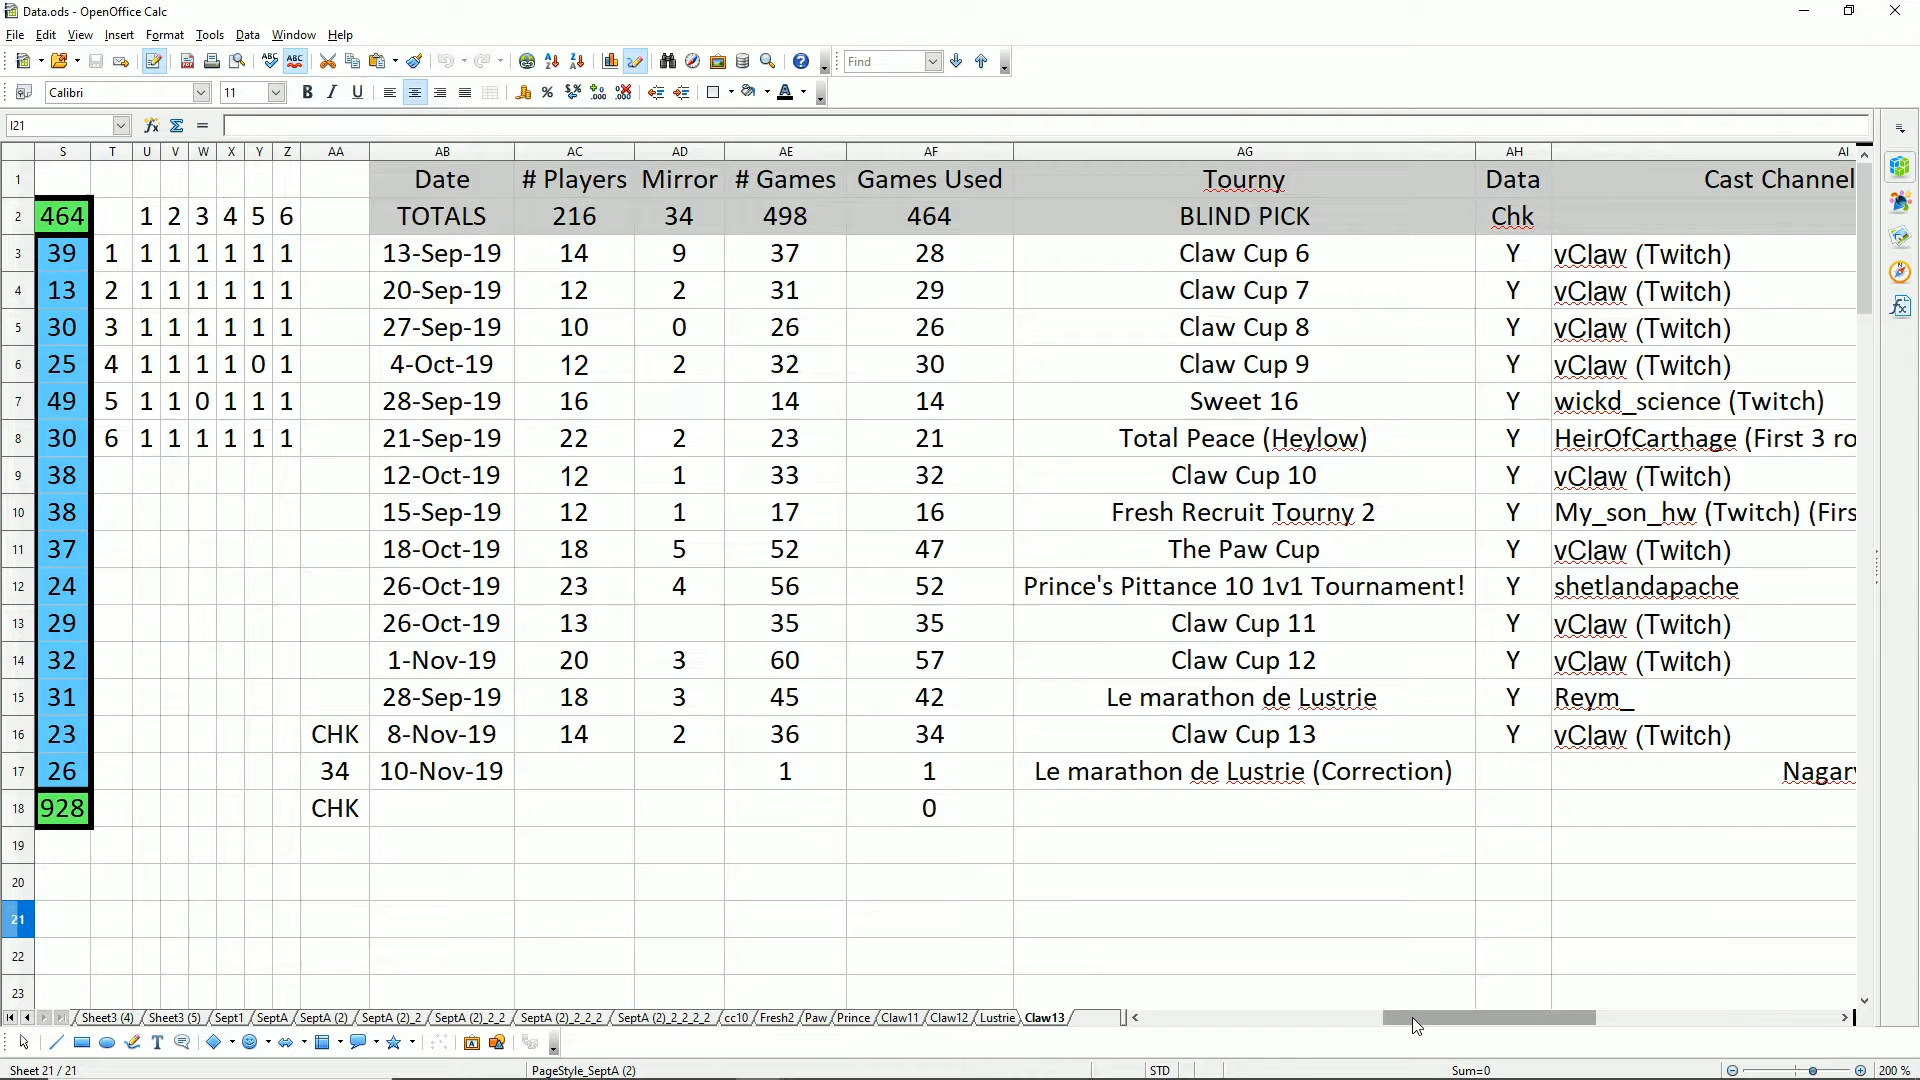 Data.ods - OpenOffice Calc
File Edit View Insert Format Tools Data Window Help
Find
Calibri 11
I21
S T U V W X Y Z AA AB AC AD AE AF AG AH AI
1 Date # Players Mirror # Games Games Used Tourny Data Cast Channel
2 464 1 2 3 4 5 6 TOTALS 216 34 498 464 BLIND PICK Chk
3 39 1 1 1 1 1 1 1 13-Sep-19 14 9 37 28 Claw Cup 6 Y vClaw (Twitch)
4 13 2 1 1 1 1 1 1 20-Sep-19 12 2 31 29 Claw Cup 7 Y vClaw (Twitch)
5 30 3 1 1 1 1 1 1 27-Sep-19 10 0 26 26 Claw Cup 8 Y vClaw (Twitch)
6 25 4 1 1 1 1 0 1 4-Oct-19 12 2 32 30 Claw Cup 9 Y vClaw (Twitch)
7 49 5 1 1 0 1 1 1 28-Sep-19 16 14 14 Sweet 16 Y wickd_science (Twitch)
8 30 6 1 1 1 1 1 1 21-Sep-19 22 2 23 21 Total Peace (Heylow) Y HeirOfCarthage (First 3 ro
9 38 12-Oct-19 12 1 33 32 Claw Cup 10 Y vClaw (Twitch)
10 38 15-Sep-19 12 1 17 16 Fresh Recruit Tourny 2 Y My_son_hw (Twitch) (Firs
11 37 18-Oct-19 18 5 52 47 The Paw Cup Y vClaw (Twitch)
12 24 26-Oct-19 23 4 56 52 Prince's Pittance 10 1v1 Tournament! Y shetlandapache
13 29 26-Oct-19 13 35 35 Claw Cup 11 Y vClaw (Twitch)
14 32 1-Nov-19 20 3 60 57 Claw Cup 12 Y vClaw (Twitch)
15 31 28-Sep-19 18 3 45 42 Le marathon de Lustrie Y Reym_
16 23 CHK 8-Nov-19 14 2 36 34 Claw Cup 13 Y vClaw (Twitch)
17 26 34 10-Nov-19 1 1 Le marathon de Lustrie (Correction) Nagarv
18 928 CHK 0
19
20
21
22
23
Sheet3 (4) Sheet3 (5) Sept1 SeptA SeptA (2) SeptA (2)_2 SeptA (2)_2_2 SeptA (2)_2_2_2 SeptA (2)_2_2_2_2 cc10 Fresh2 Paw Prince Claw11 Claw12 Lustrie Claw13
Sheet 21 / 21 PageStyle_SeptA (2) STD Sum=0 200 %